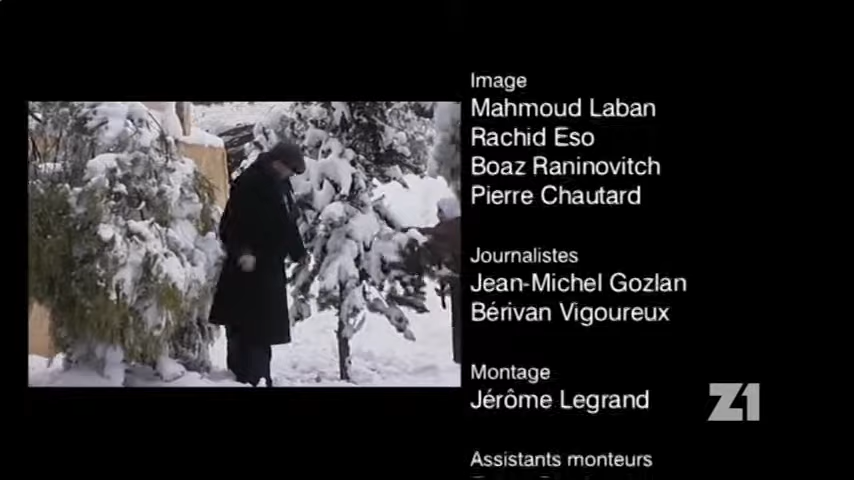 Image
Mahmoud Laban
Rachid Eso
Boaz Raninovitch
Pierre Chautard
Journalistes
Jean-Michel Gozlan
Bérivan Vigoureux
Montage
Jérôme Legrand
Z1
Assistants monteurs